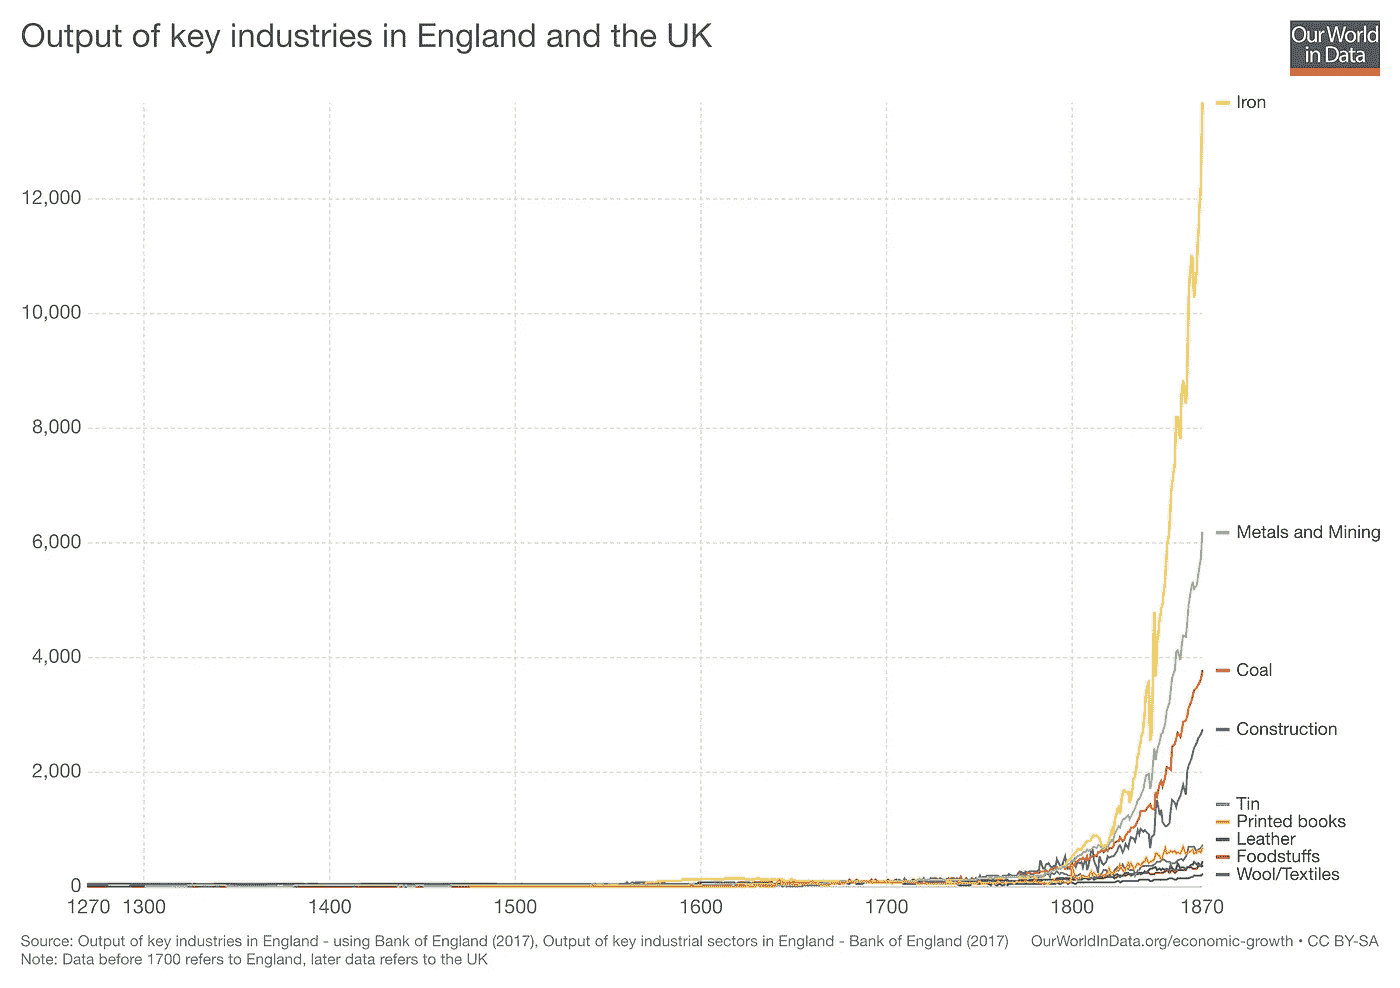 Output of key industries in England and the UK
Our World
in Data
Iron
12,000
10,000
8,000
6,000
Metals and Mining
4,000
Coal
Construction
2,000
Tin
Printed books
Leather
Foodstuffs
Wool/Textiles
0
1270 1300 1400 1500 1600 1700 1800 1870
Source: Output of key industries in England - using Bank of England (2017), Output of key industrial sectors in England - Bank of England (2017)
OurWorldInData.org/economic-growth • CC BY-SA
Note: Data before 1700 refers to England, later data refers to the UK